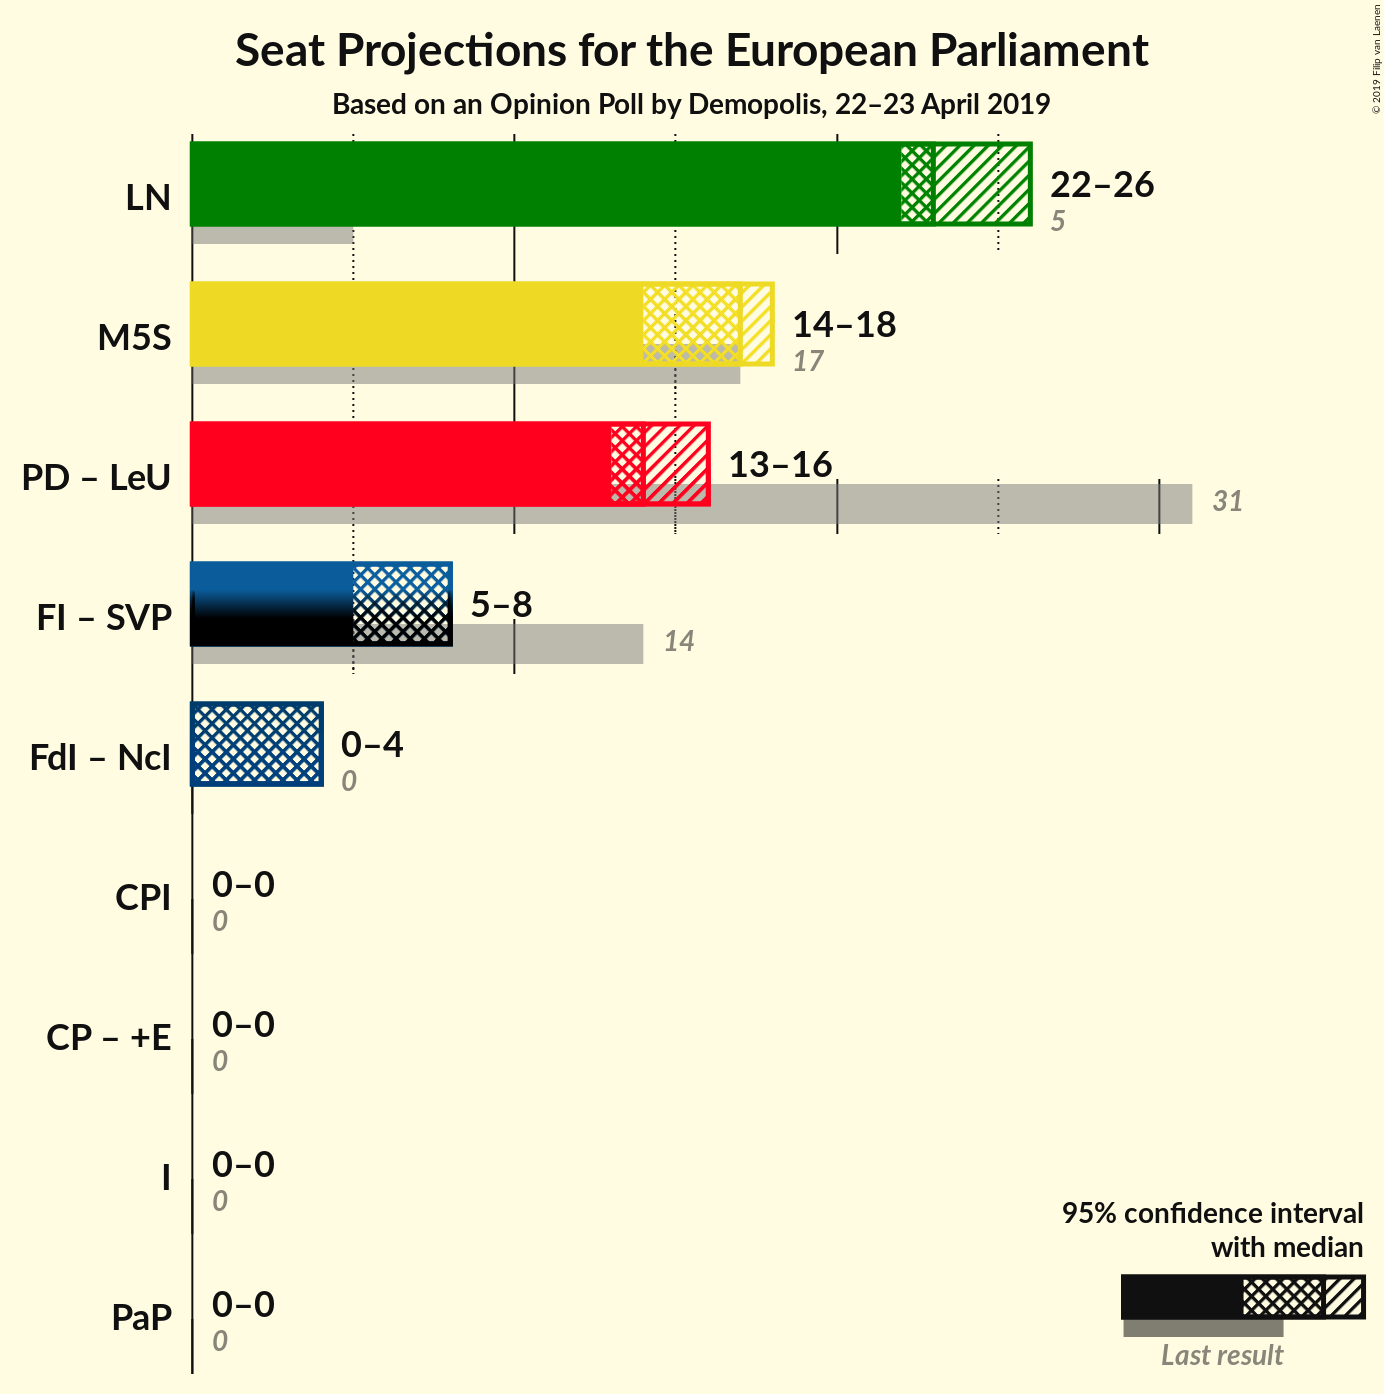 Seat Projections for the European Parliament
Based on an Opinion Poll by Demopolis, 22–23 April 2019
© 2019 Filip van Laenen
LN
22–26
5
M5S
14–18
17
PD – LeU
13–16
31
FI – SVP
5–8
14
FdI – NcI
0–4
0
CPI
0–0
0
CP – +E
0–0
0
I
0–0
0
PaP
0–0
0
95% confidence interval
with median
Last result